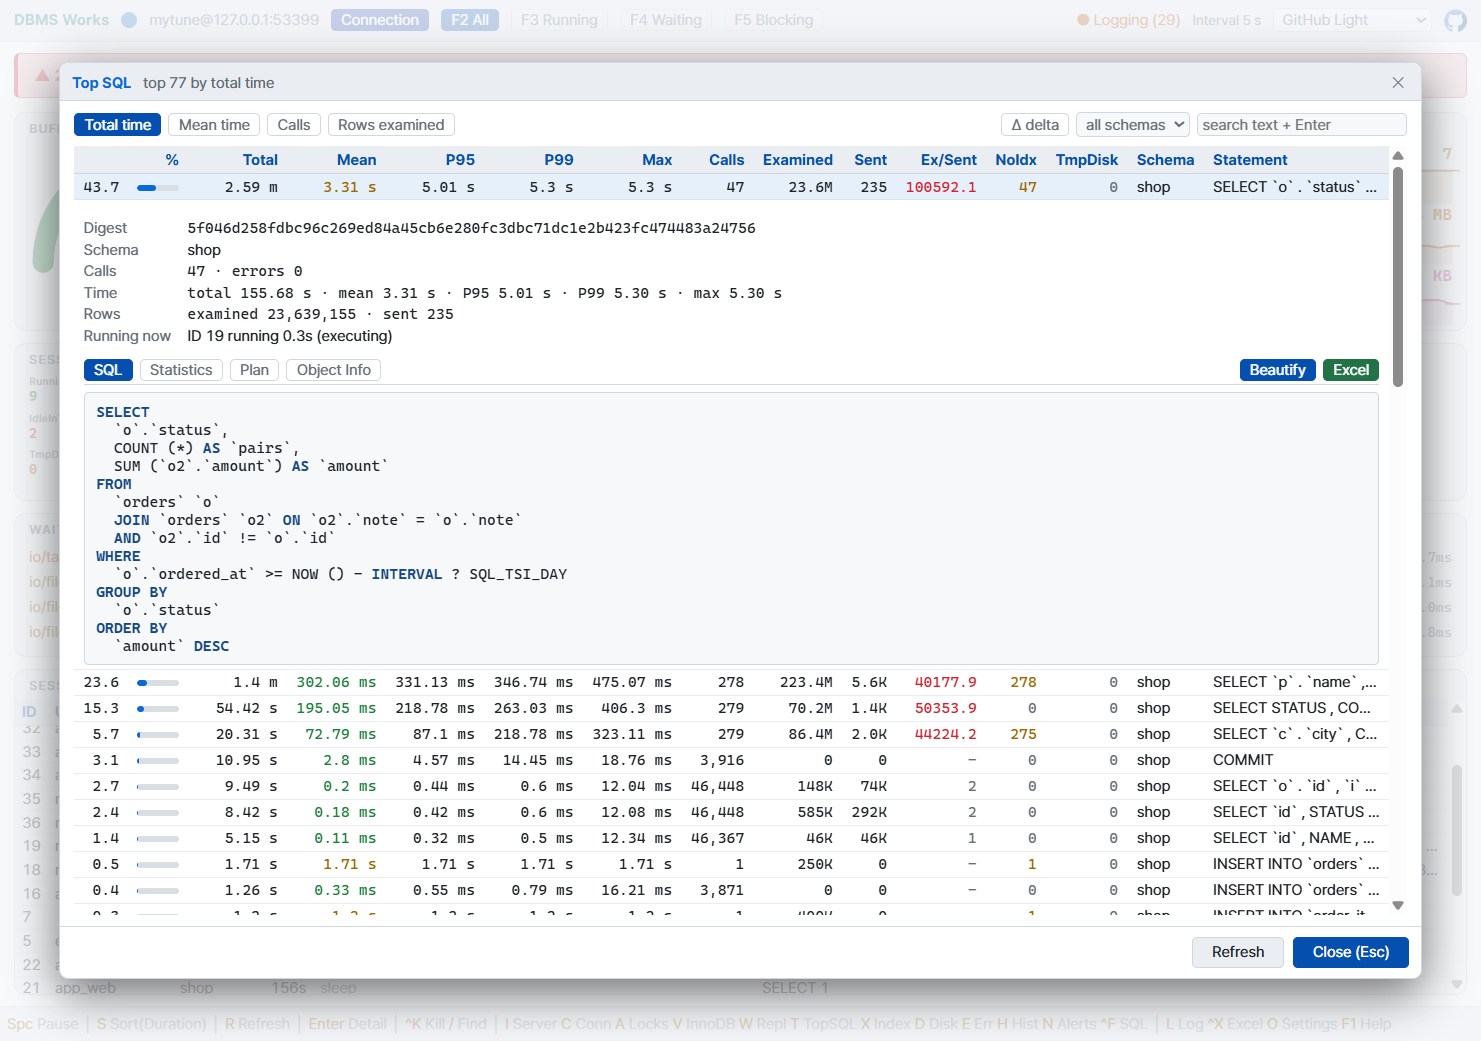 DBMS Works mytune@127.0.0.1:53399 Connection F2 All F3 Running F4 Waiting F5 Blocking Logging (29) Interval 5 s GitHub Light
Top SQL top 77 by total time
Total time Mean time Calls Rows examined Δ delta all schemas search text + Enter
% Total Mean P95 P99 Max Calls Examined Sent Ex/Sent NoIdx TmpDisk Schema Statement
43.7 2.59 m 3.31 s 5.01 s 5.3 s 5.3 s 47 23.6M 235 100592.1 47 0 shop SELECT `o` . `status` ...
Digest 5f046d258fdbc96c269ed84a45cb6e280fc3dbc71dc1e2b423fc474483a24756
Schema shop
Calls 47 · errors 0
Time total 155.68 s · mean 3.31 s · P95 5.01 s · P99 5.30 s · max 5.30 s
Rows examined 23,639,155 · sent 235
Running now ID 19 running 0.3s (executing)
SQL Statistics Plan Object Info Beautify Excel
SELECT
`o`.`status`,
COUNT (*) AS `pairs`,
SUM (`o2`.`amount`) AS `amount`
FROM
`orders` `o`
JOIN `orders` `o2` ON `o2`.`note` = `o`.`note`
AND `o2`.`id` != `o`.`id`
WHERE
`o`.`ordered_at` >= NOW () - INTERVAL ? SQL_TSI_DAY
GROUP BY
`o`.`status`
ORDER BY
`amount` DESC
23.6 1.4 m 302.06 ms 331.13 ms 346.74 ms 475.07 ms 278 223.4M 5.6K 40177.9 278 0 shop SELECT `p` . `name` ,...
15.3 54.42 s 195.05 ms 218.78 ms 263.03 ms 406.3 ms 279 70.2M 1.4K 50353.9 0 0 shop SELECT STATUS , CO...
5.7 20.31 s 72.79 ms 87.1 ms 218.78 ms 323.11 ms 279 86.4M 2.0K 44224.2 275 0 shop SELECT `c` . `city` , C...
3.1 10.95 s 2.8 ms 4.57 ms 14.45 ms 18.76 ms 3,916 0 0 – 0 0 shop COMMIT
2.7 9.49 s 0.2 ms 0.44 ms 0.6 ms 12.04 ms 46,448 148K 74K 2 0 0 shop SELECT `o` . `id` , `i` ...
2.4 8.42 s 0.18 ms 0.42 ms 0.6 ms 12.08 ms 46,448 585K 292K 2 0 0 shop SELECT `id` , STATUS ...
1.4 5.15 s 0.11 ms 0.32 ms 0.5 ms 12.34 ms 46,367 46K 46K 1 0 0 shop SELECT `id` , NAME , ...
0.5 1.71 s 1.71 s 1.71 s 1.71 s 1.71 s 1 250K 0 – 1 0 shop INSERT INTO `orders` ...
0.4 1.26 s 0.33 ms 0.55 ms 0.79 ms 16.21 ms 3,871 0 0 – 0 0 shop INSERT INTO `orders` ...
Refresh Close (Esc)
21 app_web shop 156s sleep SELECT 1
Spc Pause | S Sort(Duration) | R Refresh | Enter Detail | ^K Kill / Find | I Server C Conn A Locks V InnoDB W Repl T TopSQL X Index D Disk E Err H Hist N Alerts ^F SQL | L Log ^X Excel O Settings F1 Help